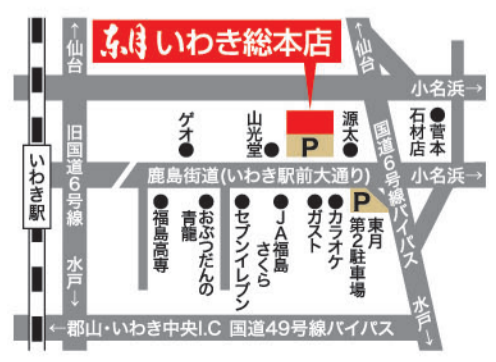 東月 いわき総本店
←仙台
←仙台
小名浜→
ゲオ
山光堂
P
源太
菅本
石材店
旧国道6号線
国道6号線バイパス
いわき駅
鹿島街道(いわき駅前大通り)
小名浜→
P
東月
第2駐車場
カラオケ
ガスト
JA福島
さくら
セブンイレブン
おぶつだんの
青龍
福島高専
水戸→
水戸→
←郡山・いわき中央I.C 国道49号線バイパス